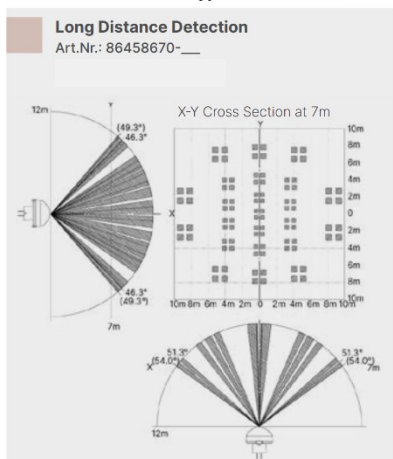 Long Distance Detection
Art.Nr.: 86458670-___
12m
Y
(49.3°)
46.3°
X
46.3°
(49.3°)
7m
X-Y Cross Section at 7m
Y
10m
8m
6m
4m
2m
0
2m
4m
6m
8m
10m
10m 8m 6m 4m 2m 0 2m 4m 6m 8m 10m
51.3°
(54.0°)
X
51.3°
(54.0°)
7m
12m